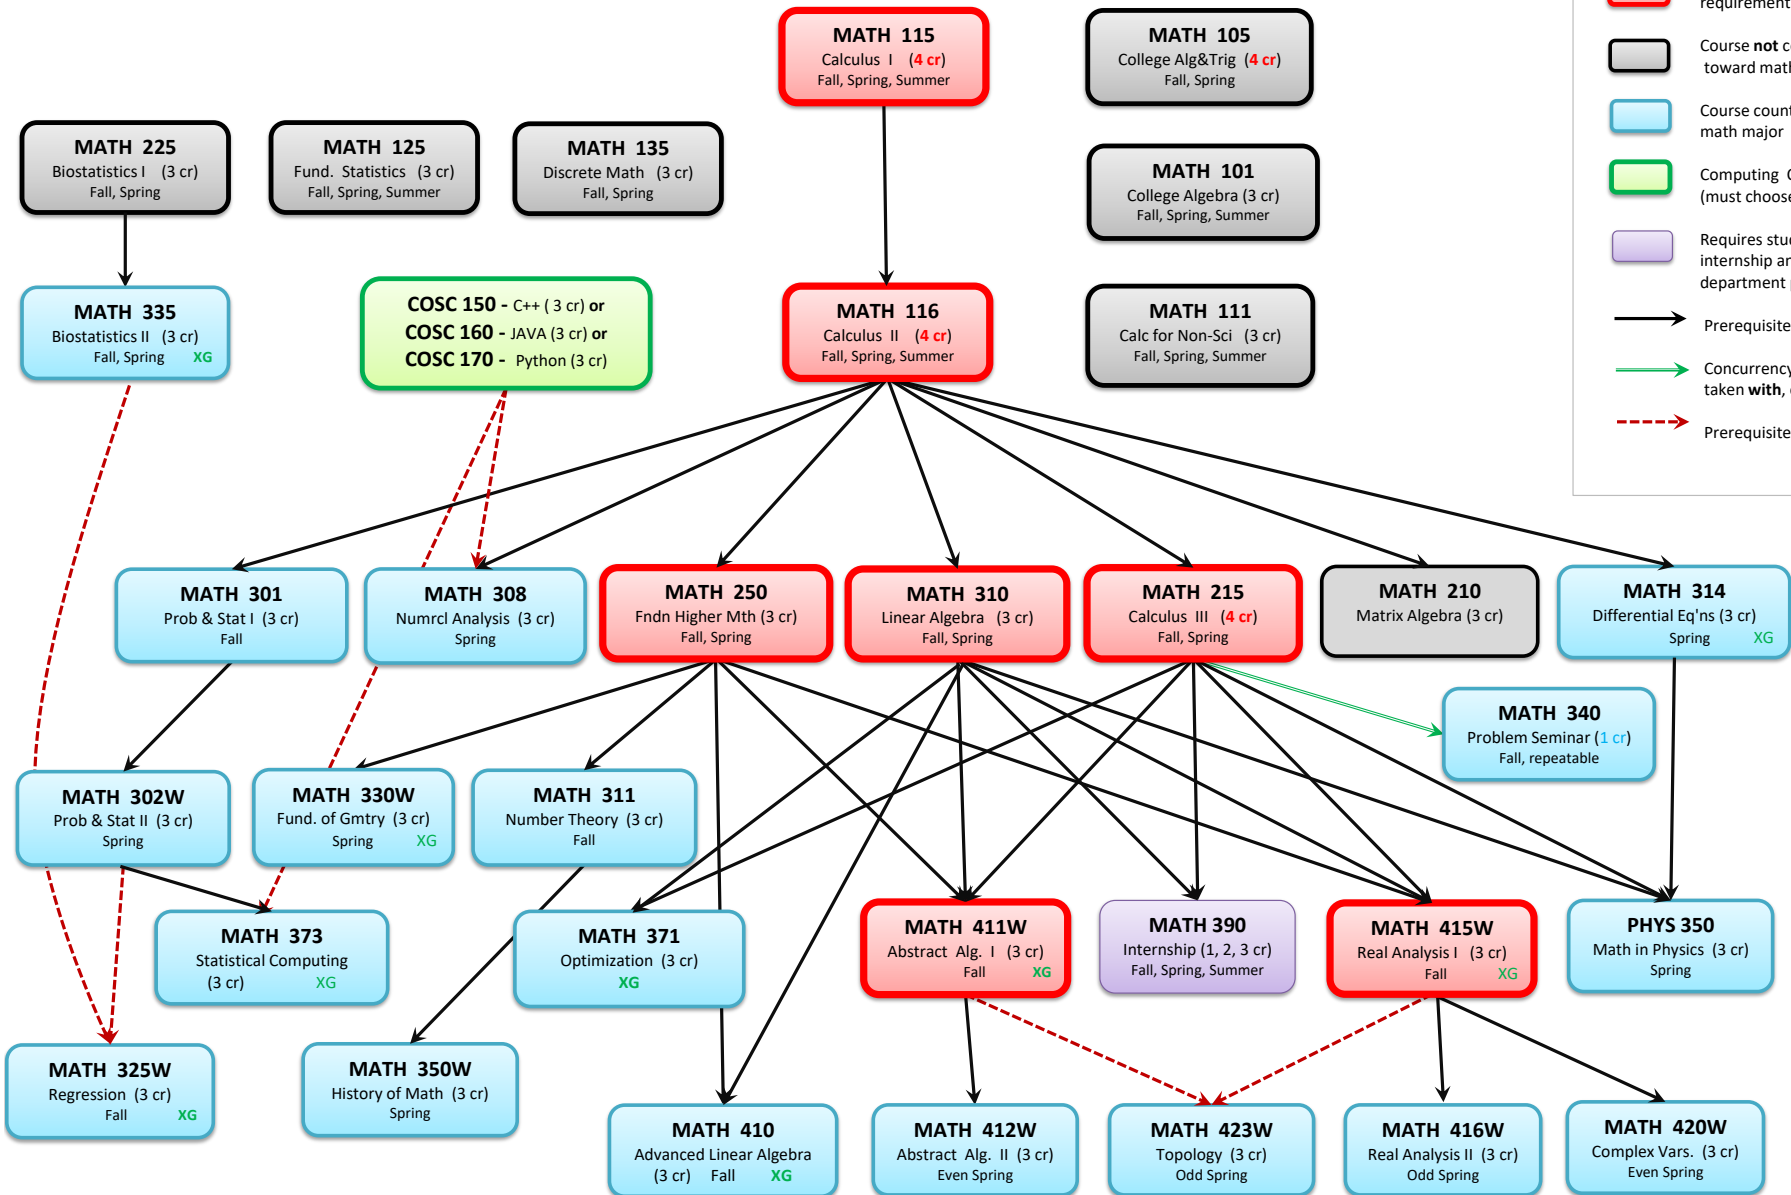 MATH 115
Calculus I (4 cr)
Fall, Spring, Summer
MATH 105
College Alg&Trig (4 cr)
Fall, Spring
requirement
Course not
toward math
Course count
math major
Computing
(must choose
Requires
internship
department
Prerequisite
Concurrency
taken with,
Prerequisite
MATH 225
Biostatistics I (3 cr)
Fall, Spring
MATH 125
Fund. Statistics (3 cr)
Fall, Spring, Summer
MATH 135
Discrete Math (3 cr)
Fall, Spring
MATH 101
College Algebra (3 cr)
Fall, Spring, Summer
MATH 335
Biostatistics II (3 cr)
Fall, Spring XG
COSC 150 - C++ ( 3 cr) or
COSC 160 - JAVA (3 cr) or
COSC 170 - Python (3 cr)
MATH 116
Calculus II (4 cr)
Fall, Spring, Summer
MATH 111
Calc for Non-Sci (3 cr)
Fall, Spring, Summer
MATH 301
Prob & Stat I (3 cr)
Fall
MATH 308
Numrcl Analysis (3 cr)
Spring
MATH 250
Fndn Higher Mth (3 cr)
Fall, Spring
MATH 310
Linear Algebra (3 cr)
Fall, Spring
MATH 215
Calculus III (4 cr)
Fall, Spring
MATH 210
Matrix Algebra (3 cr)
MATH 314
Differential Eq'ns (3 cr)
Spring XG
MATH 340
Problem Seminar (1 cr)
Fall, repeatable
MATH 302W
Prob & Stat II (3 cr)
Spring
MATH 330W
Fund. of Gmtry (3 cr)
Spring XG
MATH 311
Number Theory (3 cr)
Fall
MATH 373
Statistical Computing
(3 cr) XG
MATH 371
Optimization (3 cr)
XG
MATH 411W
Abstract Alg. I (3 cr)
Fall XG
MATH 390
Internship (1, 2, 3 cr)
Fall, Spring, Summer
MATH 415W
Real Analysis I (3 cr)
Fall XG
PHYS 350
Math in Physics (3 cr)
Spring
MATH 325W
Regression (3 cr)
Fall XG
MATH 350W
History of Math (3 cr)
Spring
MATH 410
Advanced Linear Algebra
(3 cr) Fall XG
MATH 412W
Abstract Alg. II (3 cr)
Even Spring
MATH 423W
Topology (3 cr)
Odd Spring
MATH 416W
Real Analysis II (3 cr)
Odd Spring
MATH 420W
Complex Vars. (3 cr)
Even Spring